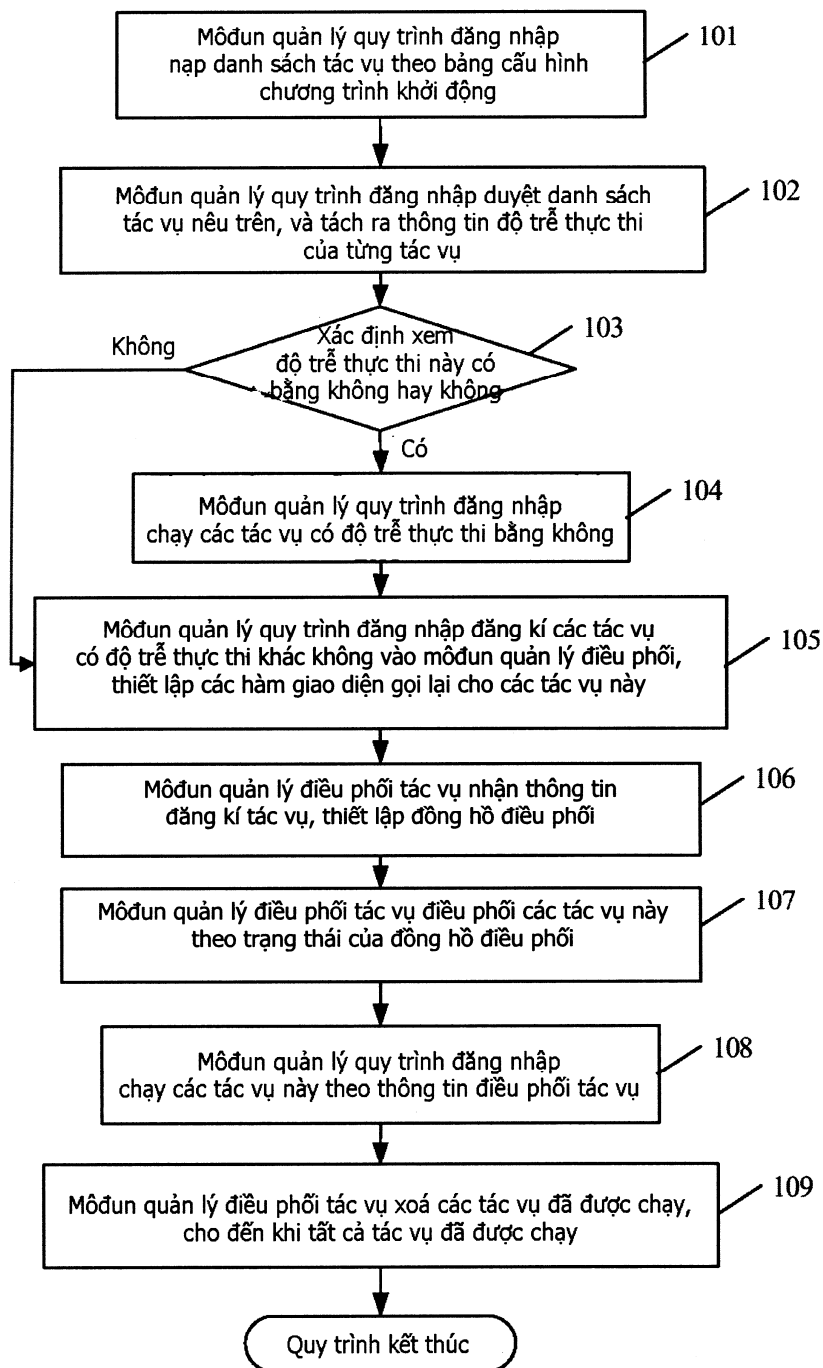 Môđun quản lý quy trình đăng nhập
nạp danh sách tác vụ theo bảng cấu hình
chương trình khởi động
101
Môđun quản lý quy trình đăng nhập duyệt danh sách
tác vụ nêu trên, và tách ra thông tin độ trễ thực thi
của từng tác vụ
102
Xác định xem
độ trễ thực thi này có
bằng không hay không
103
Không
Có
Môđun quản lý quy trình đăng nhập
chạy các tác vụ có độ trễ thực thi bằng không
104
Môđun quản lý quy trình đăng nhập đăng kí các tác vụ
có độ trễ thực thi khác không vào môđun quản lý điều phối,
thiết lập các hàm giao diện gọi lại cho các tác vụ này
105
Môđun quản lý điều phối tác vụ nhận thông tin
đăng kí tác vụ, thiết lập đồng hồ điều phối
106
Môđun quản lý điều phối tác vụ điều phối các tác vụ này
theo trạng thái của đồng hồ điều phối
107
Môđun quản lý quy trình đăng nhập
chạy các tác vụ này theo thông tin điều phối tác vụ
108
Môđun quản lý điều phối tác vụ xoá các tác vụ đã được chạy,
cho đến khi tất cả tác vụ đã được chạy
109
Quy trình kết thúc